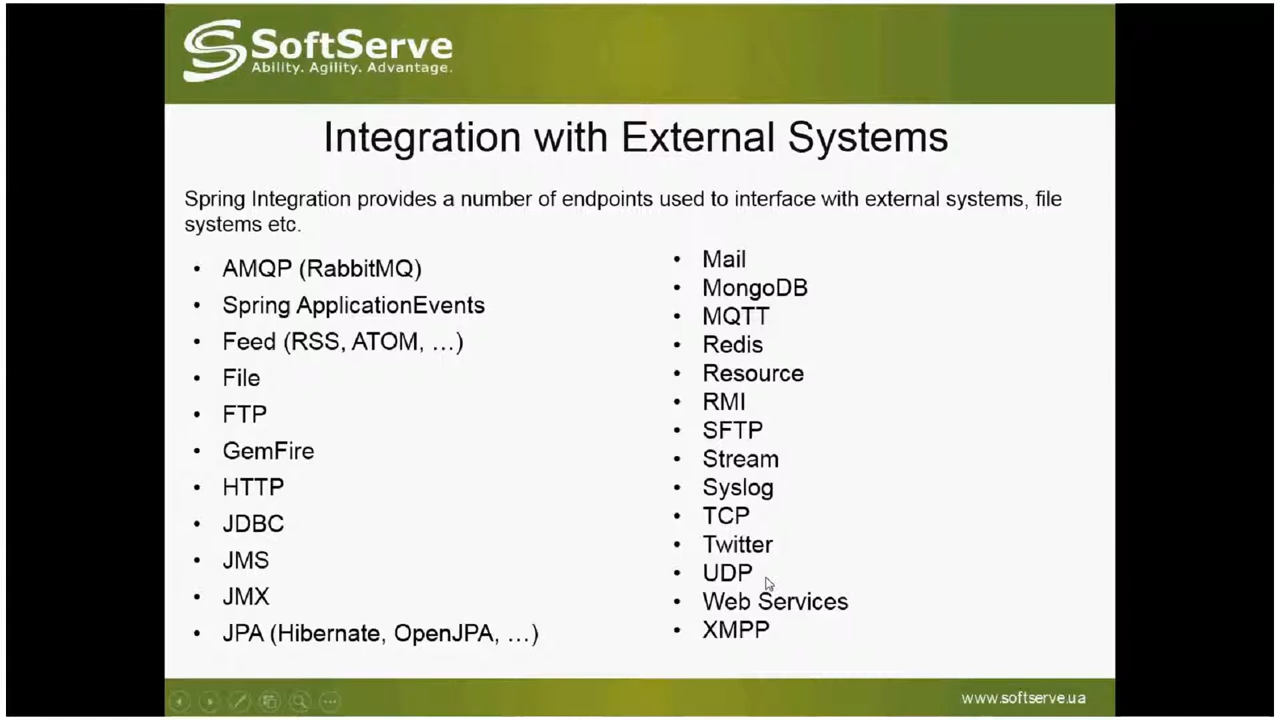 SoftServe
Ability. Agility. Advantage.
Integration with External Systems
Spring Integration provides a number of endpoints used to interface with external systems, file
systems etc.
• AMQP (RabbitMQ)
• Spring ApplicationEvents
• Feed (RSS, ATOM, …)
• File
• FTP
• GemFire
• HTTP
• JDBC
• JMS
• JMX
• JPA (Hibernate, OpenJPA, …)
• Mail
• MongoDB
• MQTT
• Redis
• Resource
• RMI
• SFTP
• Stream
• Syslog
• TCP
• Twitter
• UDP
• Web Services
• XMPP
www.softserve.ua